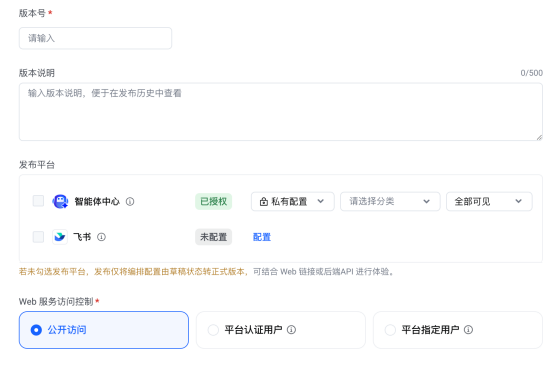 版本号 *
请输入
版本说明 0/500
输入版本说明，便于在发布历史中查看
发布平台
智能体中心 已授权 私有配置 请选择分类 全部可见
飞书 未配置 配置
若未勾选发布平台，发布仅将编排配置由草稿状态转正式版本，可结合 Web 链接或后端API 进行体验。
Web 服务访问控制 *
公开访问 平台认证用户 平台指定用户